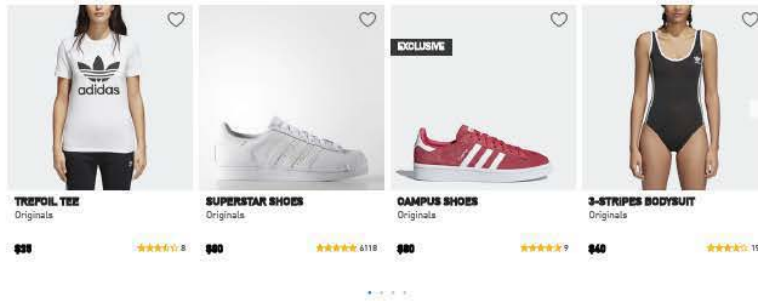 adidas
EXCLUSIVE
TREFOIL TEE
Originals
8
SUPERSTAR SHOES
Originals
$80
6118
CAMPUS SHOES
Originals
$80
9
3-STRIPES BODYSUIT
Originals
$40